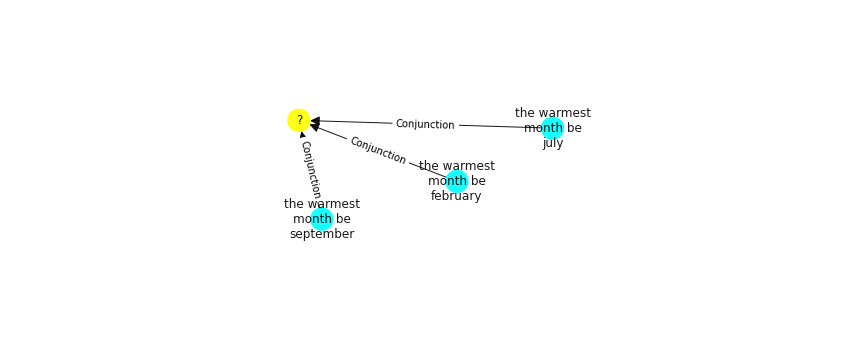 ?
Conjunction
the warmest
month be
july
Conjunction
the warmest
month be
february
Conjunction
the warmest
month be
september